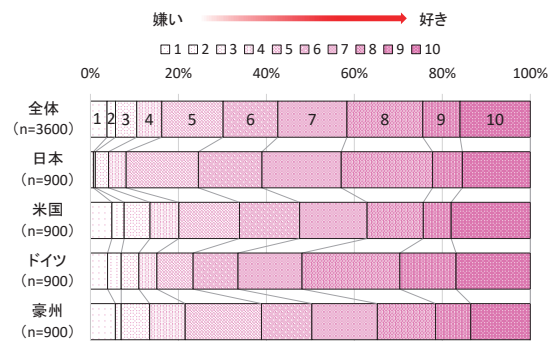 嫌い 好き
1 2 3 4 5 6 7 8 9 10
0% 20% 40% 60% 80% 100%
全体
(n=3600)
1 2 3 4 5 6 7 8 9 10
日本
(n=900)
米国
(n=900)
ドイツ
(n=900)
豪州
(n=900)